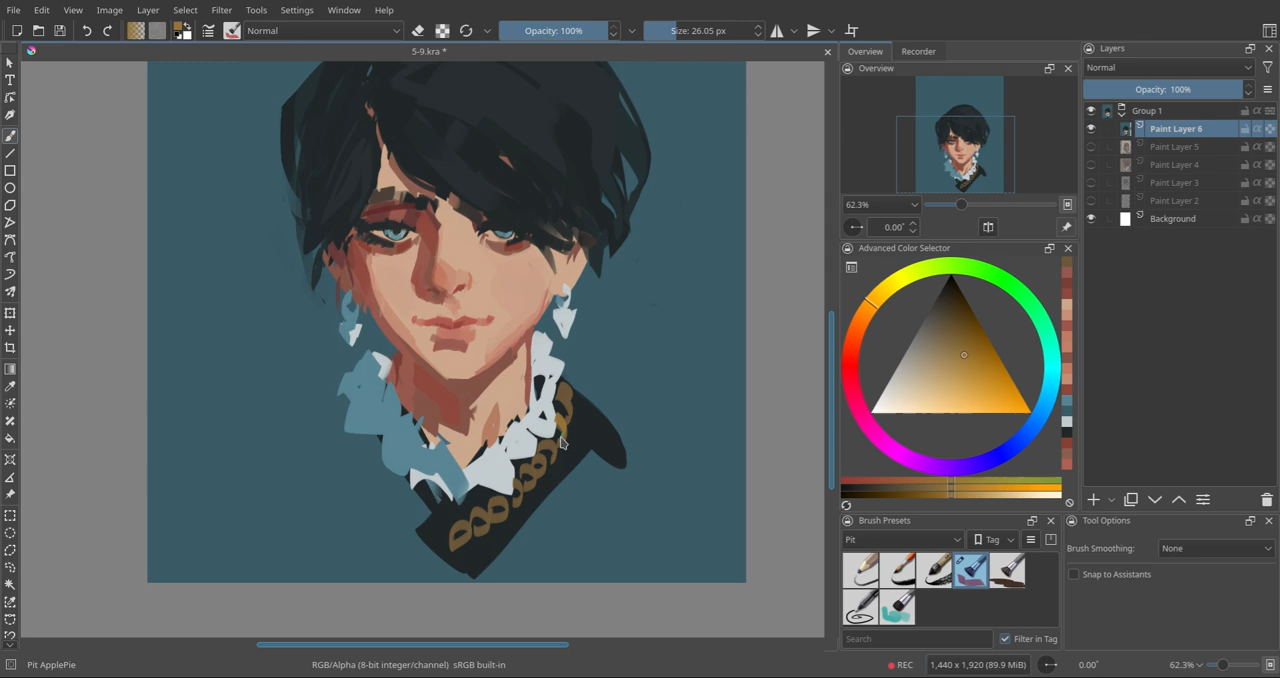 File Edit View Image Layer Select Filter Tools Settings Window Help
Normal Opacity: 100% Size: 26.05 px
5-9.kra *
Overview Recorder
Overview
62.3%
0.00°
Advanced Color Selector
Brush Presets
Pit Tag
Search Filter in Tag
Layers
Normal
Opacity: 100%
Group 1
Paint Layer 6
Paint Layer 5
Paint Layer 4
Paint Layer 3
Paint Layer 2
Background
Tool Options
Brush Smoothing: None
Snap to Assistants
Pit ApplePie RGB/Alpha (8-bit integer/channel) sRGB built-in REC 1,440 x 1,920 (89.9 MiB) 0.00° 62.3%